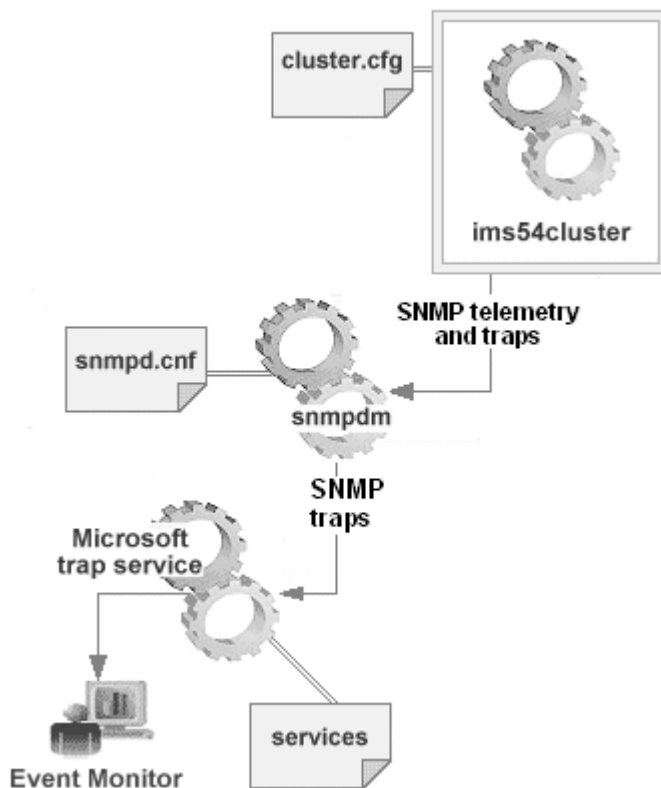 cluster.cfg
ims54cluster
SNMP telemetry
and traps
snmpd.cnf
snmpdm
SNMP
traps
Microsoft
trap service
services
Event Monitor